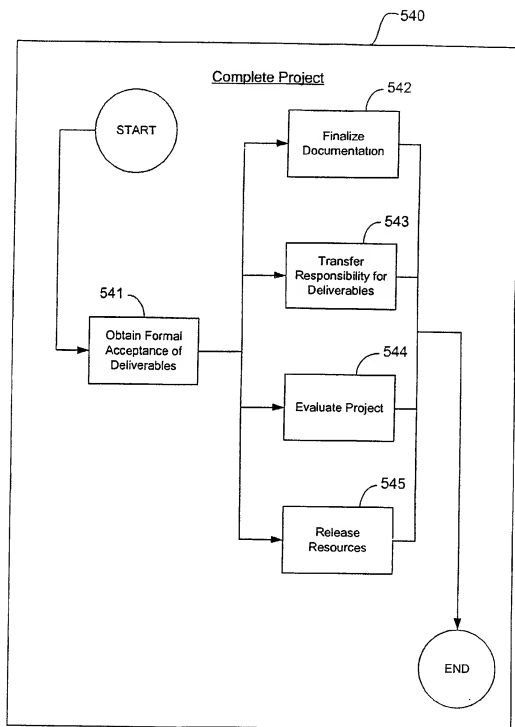 540
Complete Project
START
542
Finalize
Documentation
543
Transfer
Responsibility for
Deliverables
541
Obtain Formal
Acceptance of
Deliverables
544
Evaluate Project
545
Release
Resources
END